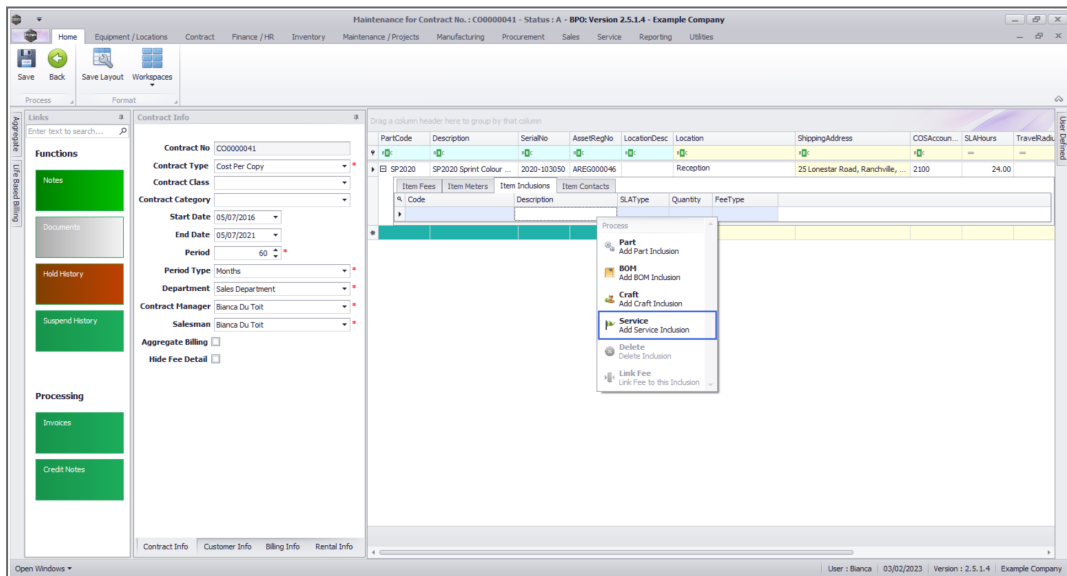 Maintenance for Contract No. : CO0000041 - Status : A - BPO: Version 2.5.1.4 - Example Company
Home Equipment / Locations Contract Finance / HR Inventory Maintenance / Projects Manufacturing Procurement Sales Service Reporting Utilities
Save Back Save Layout Workspaces
Process Format
Links
Enter text to search...
Functions
Notes
Documents
Hold History
Suspend History
Processing
Invoices
Credit Notes
Aggregate
Life Based Billing
Contract Info
Contract No CO0000041
Contract Type Cost Per Copy *
Contract Class
Contract Category
Start Date 05/07/2016
End Date 05/07/2021
Period 60 *
Period Type Months *
Department Sales Department *
Contract Manager Bianca Du Toit *
Salesman Bianca Du Toit *
Aggregate Billing
Hide Fee Detail
Contract Info Customer Info Billing Info Rental Info
Drag a column header here to group by that column
PartCode Description SerialNo AssetRegNo LocationDesc Location ShippingAddress COSAccoun... SLAHours TravelRadiu
SP2020 SP2020 Sprint Colour ... 2020-103050 AREG000046 Reception 25 Lonestar Road, Ranchville, ... 2100 24.00
Item Fees Item Meters Item Inclusions Item Contacts
Code Description SLAType Quantity FeeType
Process
Part
Add Part Inclusion
BOM
Add BOM Inclusion
Craft
Add Craft Inclusion
Service
Add Service Inclusion
Delete
Delete Inclusion
Link Fee
Link Fee to this Inclusion
User Defined
Open Windows
User : Bianca 03/02/2023 Version : 2.5.1.4 Example Company